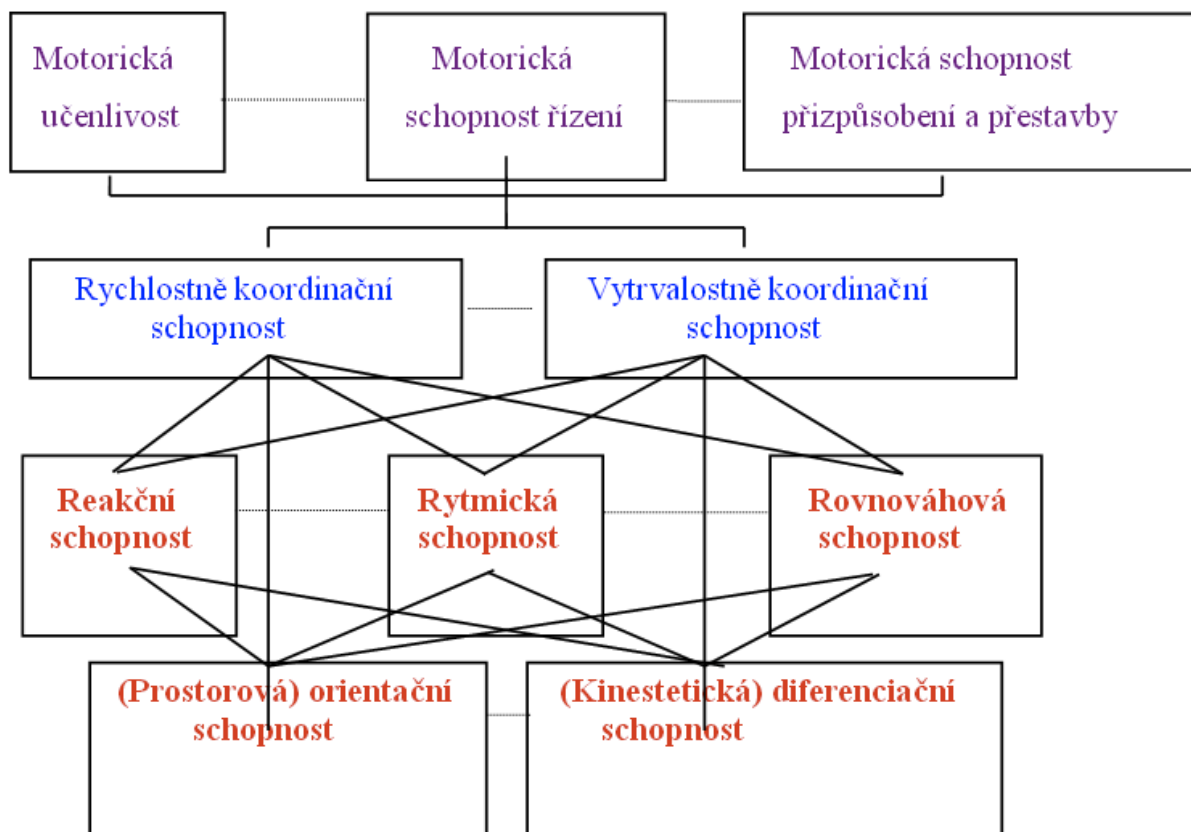 Motorická
učenlivost
Motorická
schopnost řízení
Motorická schopnost
přizpůsobení a přestavby
Rychlostně koordinační
schopnost
Vytrvalostně koordinační
schopnost
Reakční
schopnost
Rytmická
schopnost
Rovnováhová
schopnost
(Prostorová) orientační
schopnost
(Kinestetická) diferenciační
schopnost